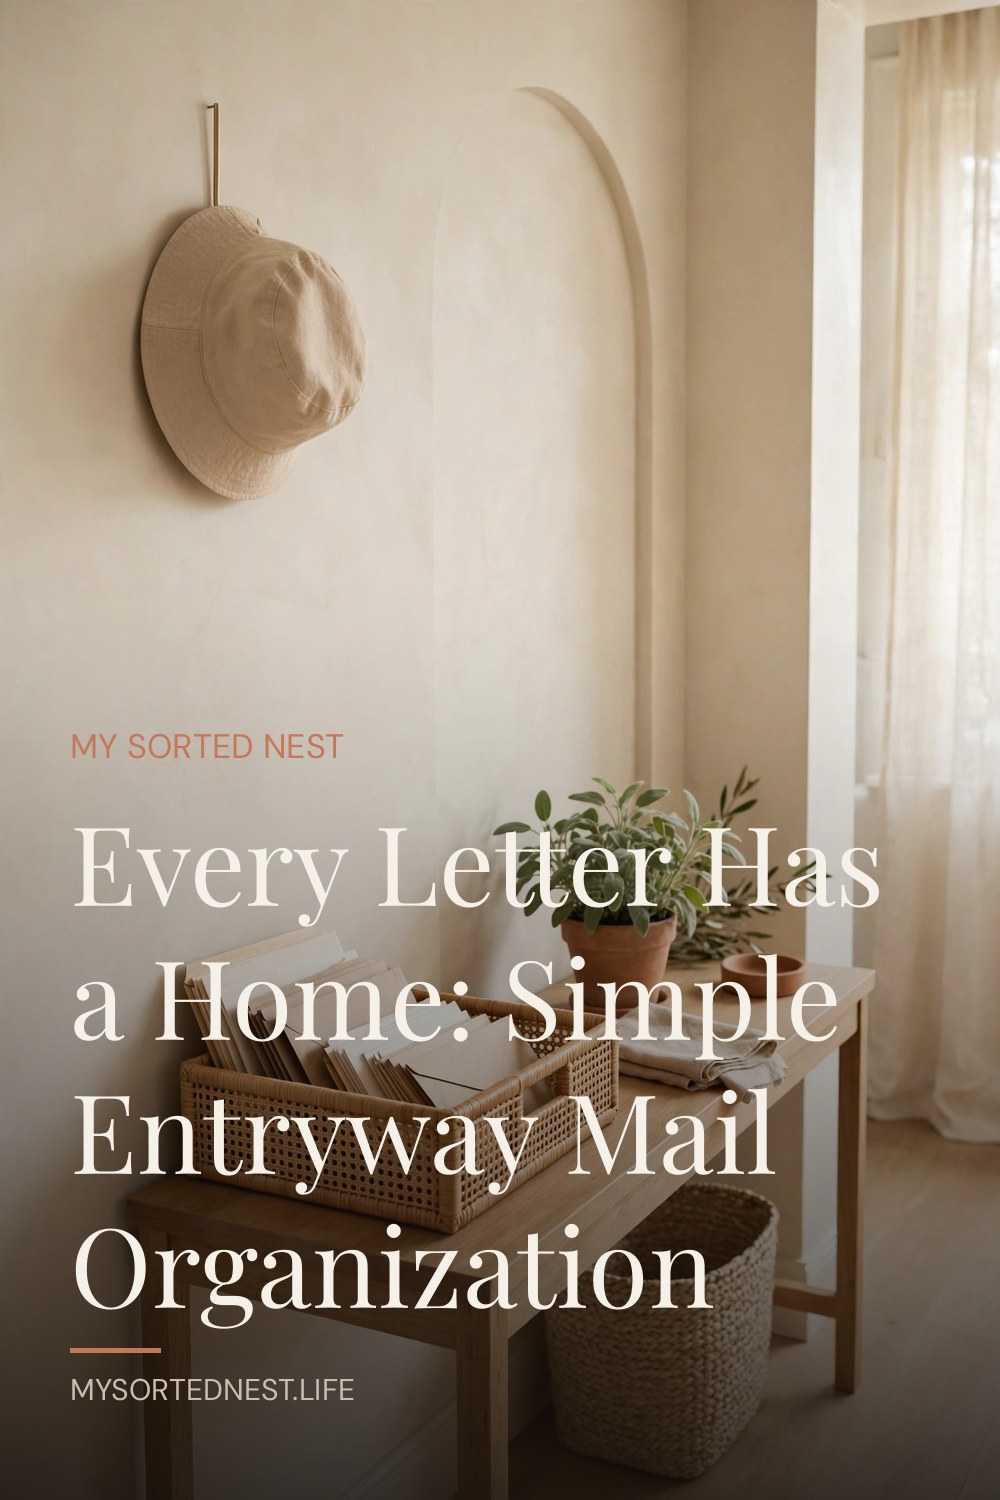 MY SORTED NEST
Every Letter Has
a Home: Simple
Entryway Mail
Organization
MYSORTEDNEST.LIFE